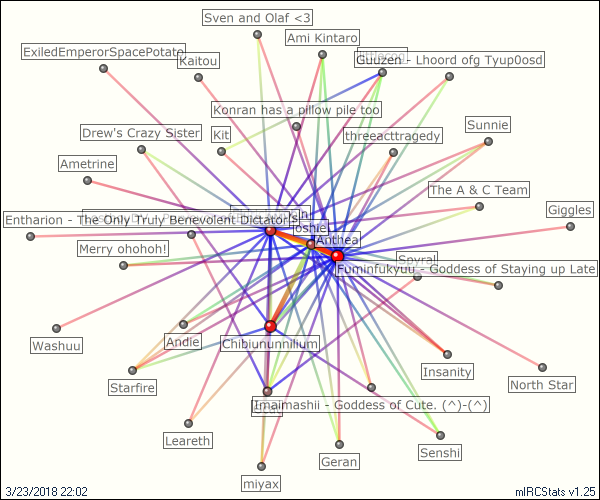 Sven and Olaf <3
Ami Kintaro
ExiledEmperorSpacePotato
Kaitou
Guuzen - Lhoord ofg Tyup0osd
Konran has a pillow pile too
Drew's Crazy Sister
Kit
threeacttragedy
Sunnie
Ametrine
The A & C Team
Entharion - The Only Truly Benevolent Dictator
Giggles
Merry ohohoh!
Anthea
Spyral
Fuminfukyuu - Goddess of Staying up Late
Washuu
Andie
Chibiununnilium
Starfire
Insanity
North Star
Imaimashii - Goddess of Cute. (^)-(^)
Leareth
Senshi
Geran
miyax
3/23/2018 22:02
mIRCStats v1.25